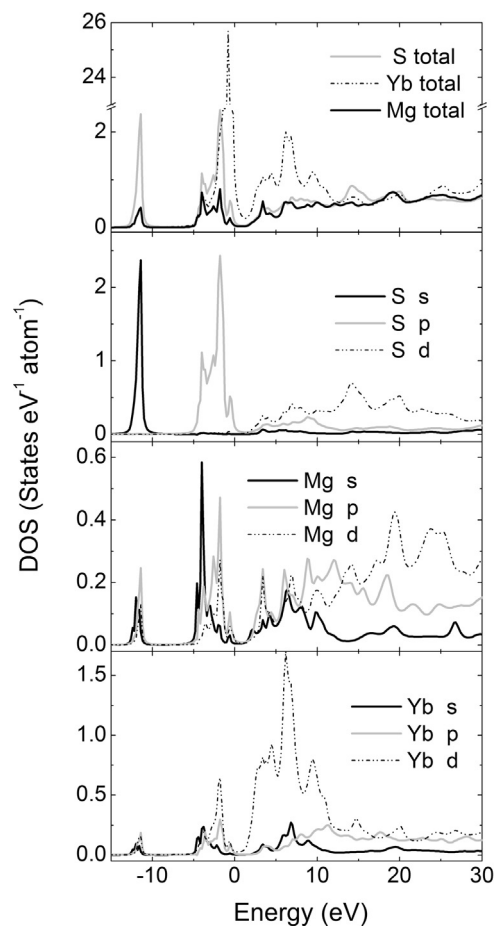 26
24
2
0
S total
Yb total
Mg total
2
1
0
S s
S p
S d
0.6
0.4
0.2
0.0
Mg s
Mg p
Mg d
1.5
1.0
0.5
0.0
Yb s
Yb p
Yb d
-10 0 10 20 30
Energy (eV)
DOS (States eV⁻¹ atom⁻¹)